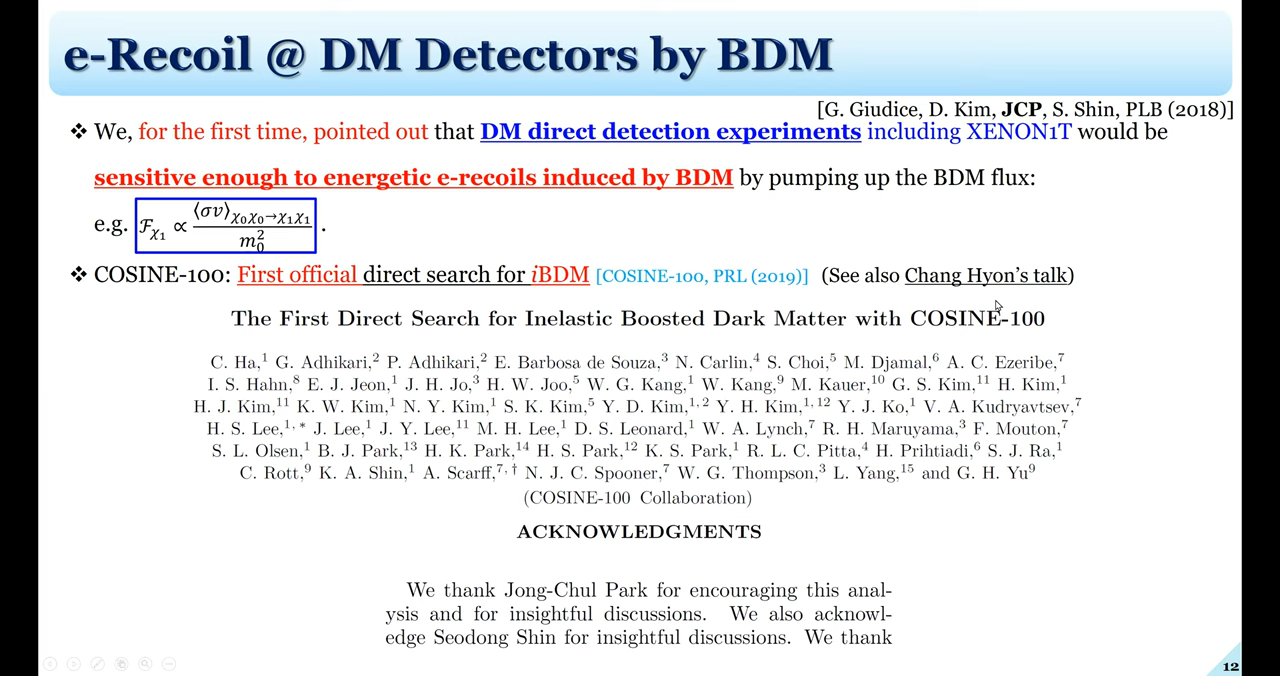 e-Recoil @ DM Detectors by BDM
[G. Giudice, D. Kim, JCP, S. Shin, PLB (2018)]
❖ We, for the first time, pointed out that DM direct detection experiments including XENON1T would be
sensitive enough to energetic e-recoils induced by BDM by pumping up the BDM flux:
e.g. ℱ_χ₁ ∝ ⟨σv⟩_χ₀χ₀→χ₁χ₁ / m₀² .
❖ COSINE-100: First official direct search for iBDM [COSINE-100, PRL (2019)] (See also Chang Hyon's talk)
The First Direct Search for Inelastic Boosted Dark Matter with COSINE-100
C. Ha,¹ G. Adhikari,² P. Adhikari,² E. Barbosa de Souza,³ N. Carlin,⁴ S. Choi,⁵ M. Djamal,⁶ A. C. Ezeribe,⁷
I. S. Hahn,⁸ E. J. Jeon,¹ J. H. Jo,³ H. W. Joo,⁵ W. G. Kang,¹ W. Kang,⁹ M. Kauer,¹⁰ G. S. Kim,¹¹ H. Kim,¹
H. J. Kim,¹¹ K. W. Kim,¹ N. Y. Kim,¹ S. K. Kim,⁵ Y. D. Kim,¹,² Y. H. Kim,¹,¹² Y. J. Ko,¹ V. A. Kudryavtsev,⁷
H. S. Lee,¹,* J. Lee,¹ J. Y. Lee,¹¹ M. H. Lee,¹ D. S. Leonard,¹ W. A. Lynch,⁷ R. H. Maruyama,³ F. Mouton,⁷
S. L. Olsen,¹ B. J. Park,¹³ H. K. Park,¹⁴ H. S. Park,¹² K. S. Park,¹ R. L. C. Pitta,⁴ H. Prihtiadi,⁶ S. J. Ra,¹
C. Rott,⁹ K. A. Shin,¹ A. Scarff,⁷,† N. J. C. Spooner,⁷ W. G. Thompson,³ L. Yang,¹⁵ and G. H. Yu⁹
(COSINE-100 Collaboration)
ACKNOWLEDGMENTS
We thank Jong-Chul Park for encouraging this anal-
ysis and for insightful discussions. We also acknowl-
edge Seodong Shin for insightful discussions. We thank
12